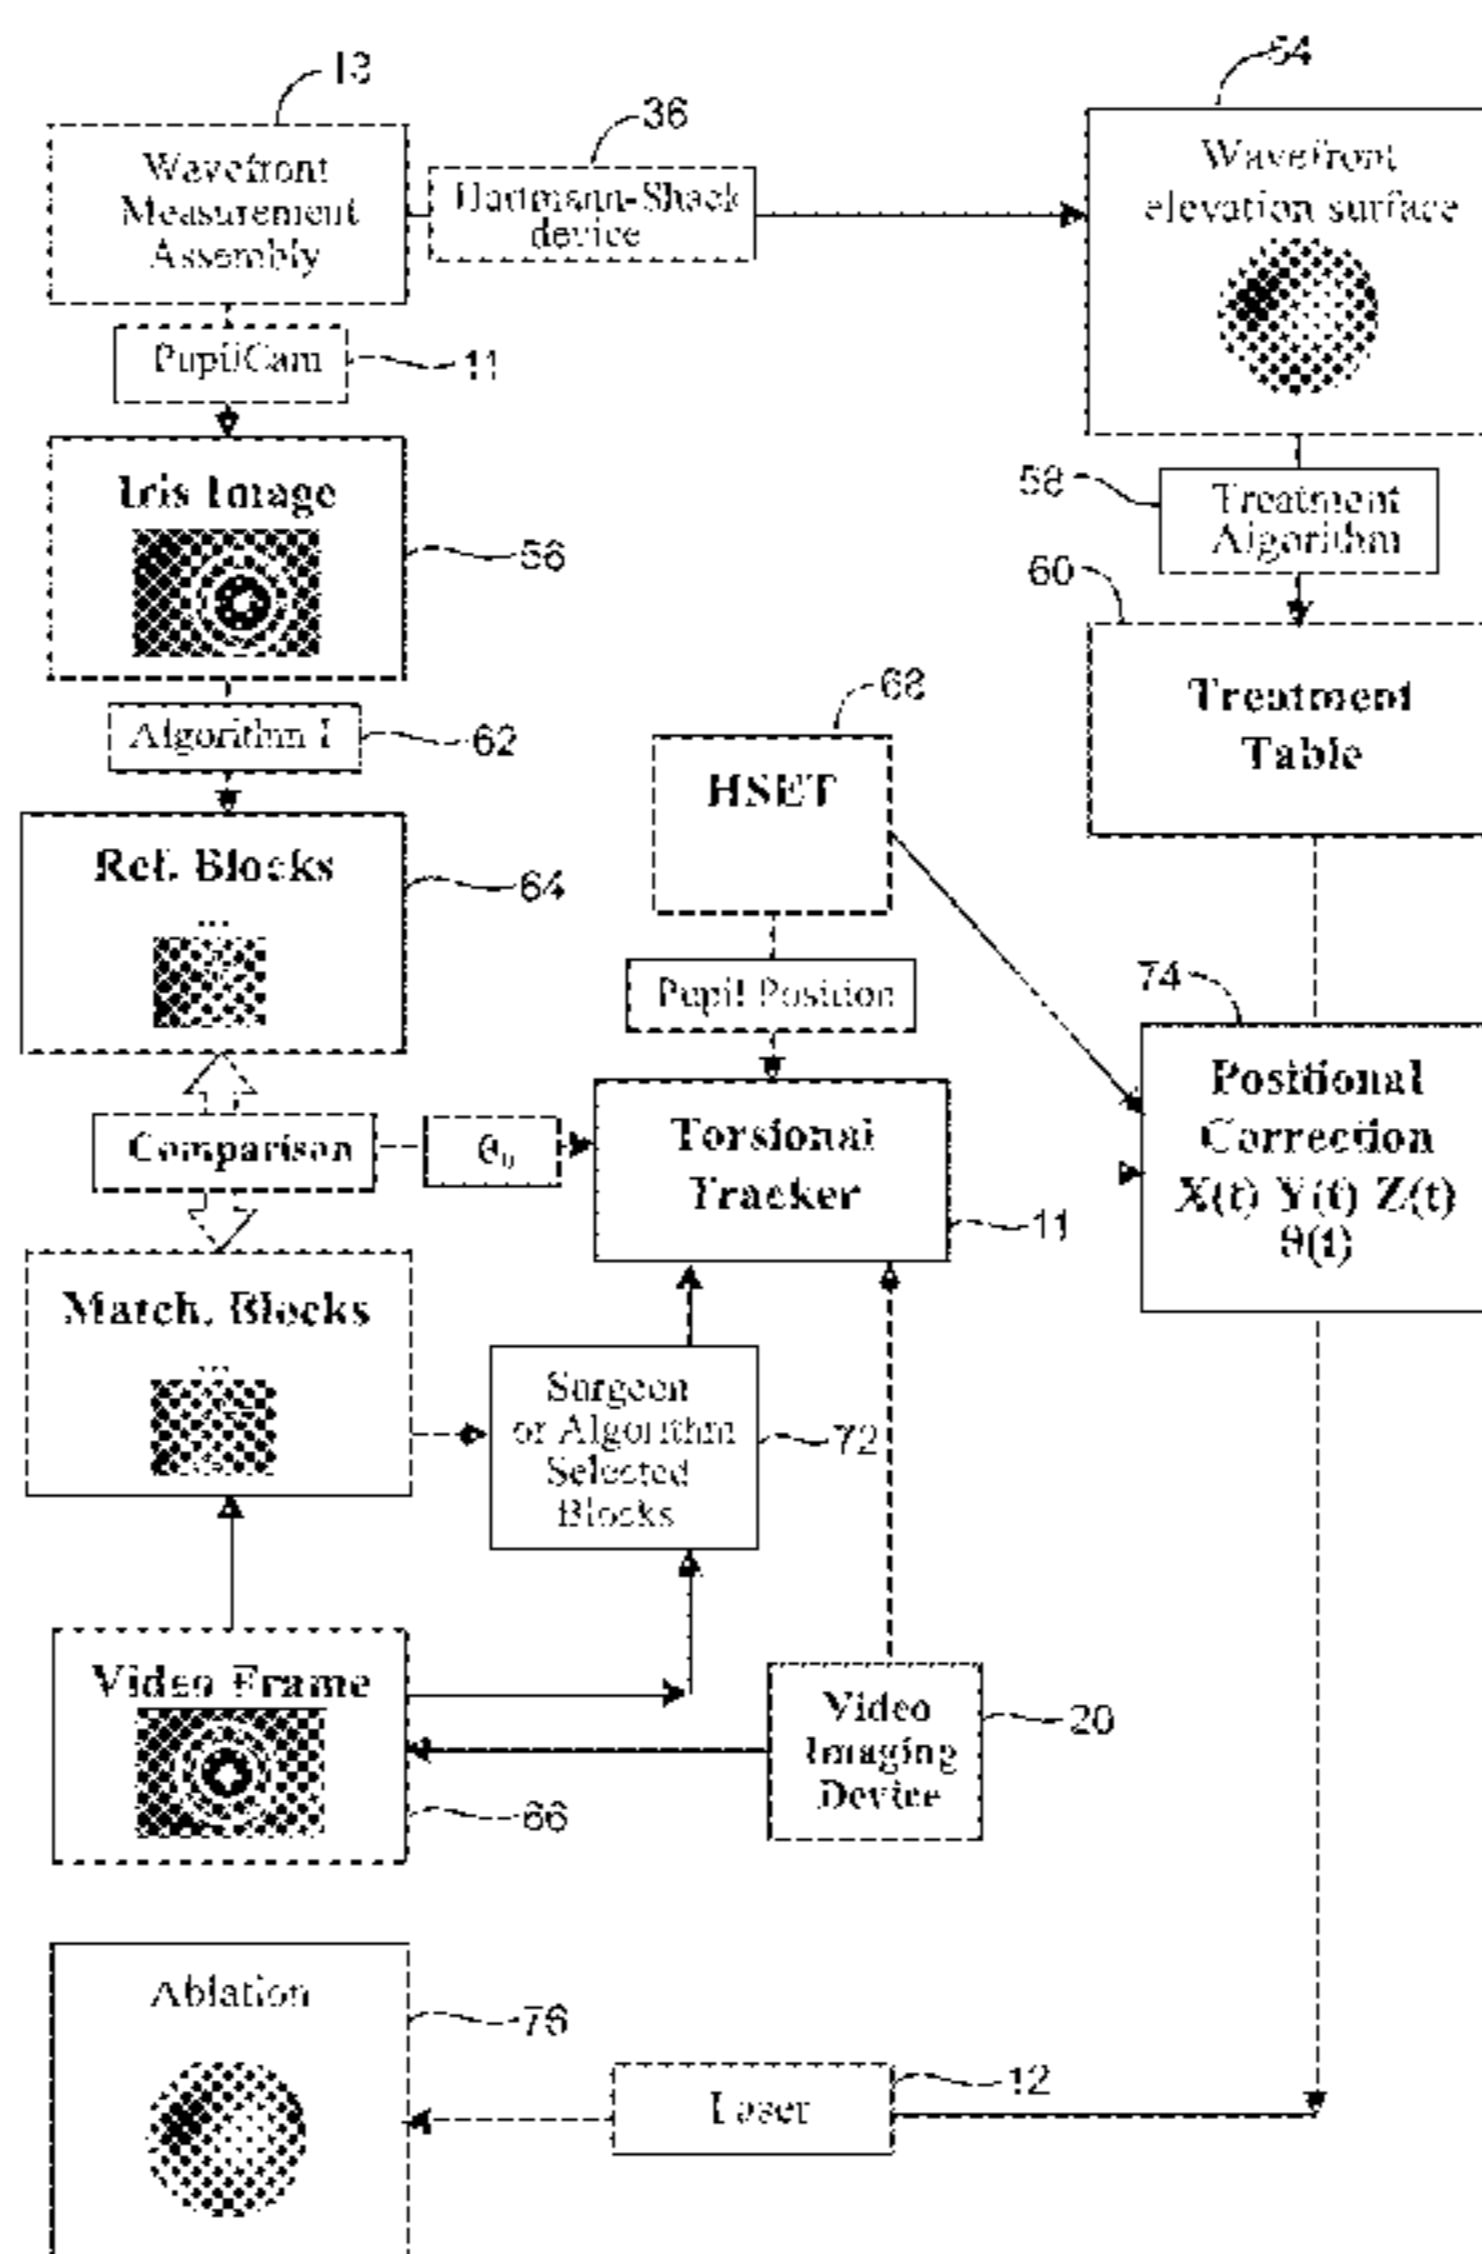 13
Wavefront
Measurement
Assembly
36
Hartmann-Shack
device
54
Wavefront
elevation surface
PupilCam
11
Iris Image
56
58
Treatment
Algorithm
60
Treatment
Table
Algorithm I
62
68
HSET
Ref. Blocks
...
64
Pupil Position
74
Positional
Correction
X(t) Y(t) Z(t)
θ(t)
Comparison
θ₀
Torsional
Tracker
11
Match. Blocks
...
Surgeon
or Algorithm
Selected
Blocks
72
Video Frame
66
Video
Imaging
Device
20
Ablation
76
Laser
12